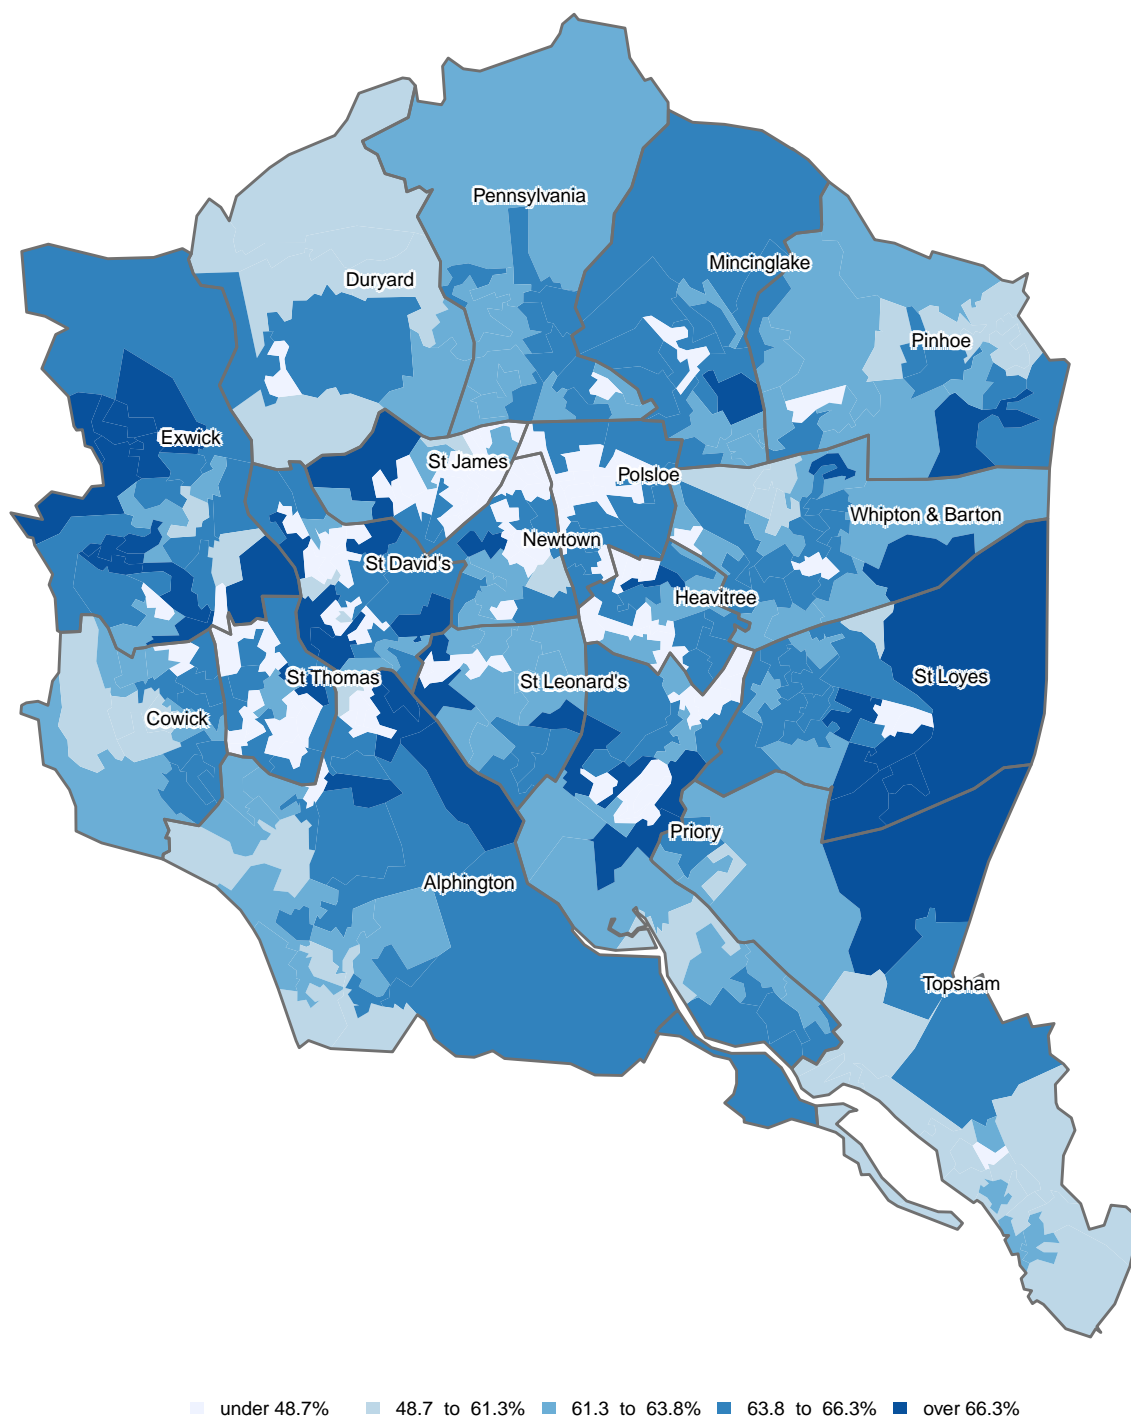 Pennsylvania
Mincinglake
Duryard
Pinhoe
Exwick
St James
Polsloe
Whipton & Barton
Newtown
St David's
Heavitree
St Thomas
St Leonard's
St Loyes
Cowick
Priory
Alphington
Topsham
under 48.7% 48.7 to 61.3% 61.3 to 63.8% 63.8 to 66.3% over 66.3%